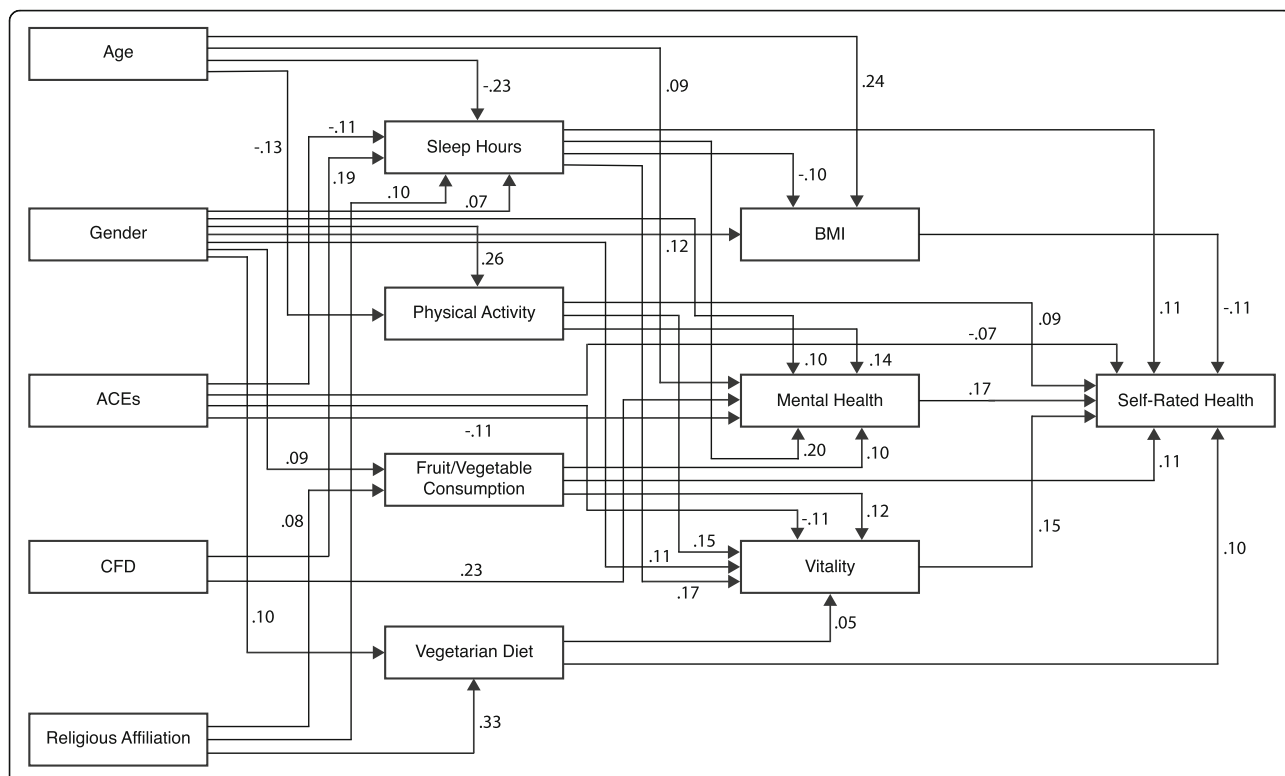 Age
-.23
.09
.24
-.11
Sleep Hours
-.13
.19
.10
.07
-.10
Gender
.12
BMI
.26
Physical Activity
.09
.11
-.11
-.07
.10
.14
ACEs
Mental Health
.17
Self-Rated Health
-.11
.20
.10
.09
Fruit/Vegetable
Consumption
.11
.08
-.11
.12
CFD
.23
.15
.11
.17
Vitality
.15
.10
.10
.05
Vegetarian Diet
Religious Affiliation
.33